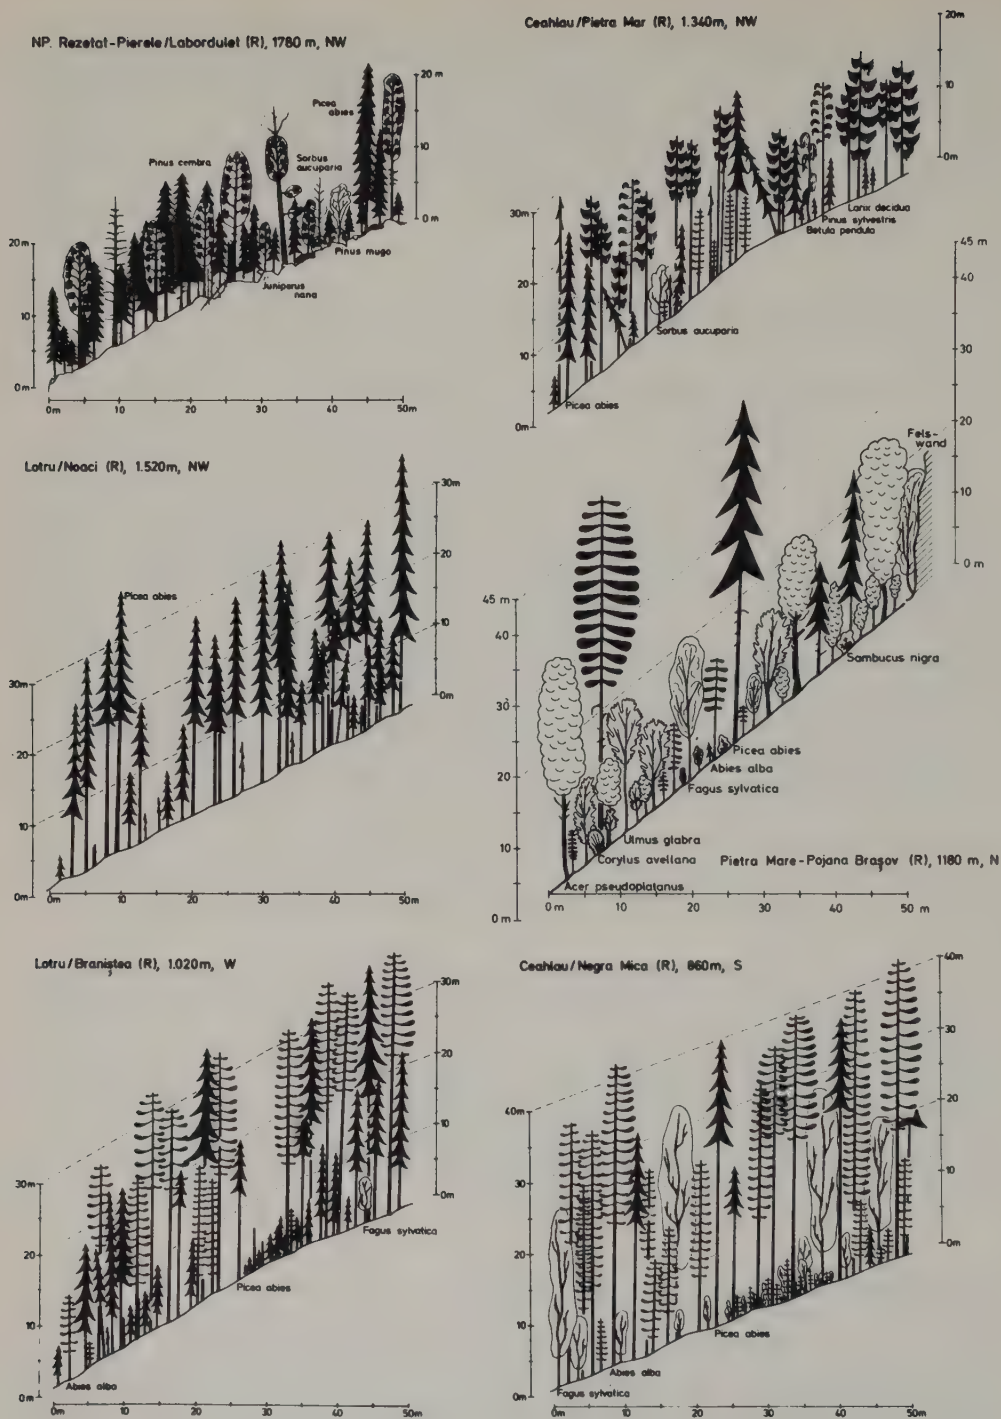 NP. Rezetat-Pierele/Labordulet (R), 1780 m, NW
20 m
10
0 m
Picea
abies
Pinus cembra
Sorbus
aucuparia
20 m
10
0 m
Pinus mugo
Juniperus
nana
0m 10 20 30 40 50m
Ceahlau/Pietra Mar (R), 1.340m, NW
20m
10
0m
30m
20
10
0m
Larix decidua
Pinus sylvestris
Betula pendula
Sorbus aucuparia
Picea abies
Lotru/Noaci (R), 1.520m, NW
30m
20
10
0m
Picea abies
30m
20
10
0m
0m 10 20 30 40 50m
45 m
40
30
20
10
0 m
Fels-
wand
45 m
40
30
20
10
0 m
Sambucus nigra
Picea abies
Abies alba
Fagus sylvatica
Ulmus glabra
Corylus avellana
Pietra Mare-Pojana Braşov (R), 1180 m, N
Acer pseudoplatanus
0 m 10 20 30 40 50 m
Lotru/Braniştea (R), 1.020m, W
30m
20
10
0m
30m
20
10
0m
Fagus sylvatica
Picea abies
Abies alba
0m 10 20 30 40 50m
Ceahlau/Negra Mica (R), 860m, S
40m
30
20
10
0m
40m
30
20
10
0m
Picea abies
Abies alba
Fagus sylvatica
0m 10 20 30 40 50m